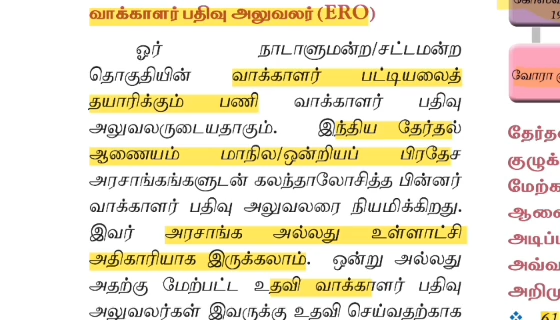 வாக்காளர் பதிவு அலுவலர் (ERO)
ஓர் நாடாளுமன்ற/சட்டமன்ற
தொகுதியின் வாக்காளர் பட்டியலைத்
தயாரிக்கும் பணி வாக்காளர் பதிவு
அலுவலருடையதாகும். இந்திய தேர்தல்
ஆணையம் மாநில/ஒன்றியப் பிரதேச
அரசாங்கங்களுடன் கலந்தாலோசித்த பின்னர்
வாக்காளர் பதிவு அலுவலரை நியமிக்கிறது.
இவர் அரசாங்க அல்லது உள்ளாட்சி
அதிகாரியாக இருக்கலாம். ஒன்று அல்லது
அதற்கு மேற்பட்ட உதவி வாக்காளர் பதிவு
அலுவலர்கள் இவருக்கு உதவி செய்வதற்காக
19
வோரா
தேர்த
குழுக்
மேற்க
ஆணை
அடிப்ப
அவ்வ
அறிமு
61